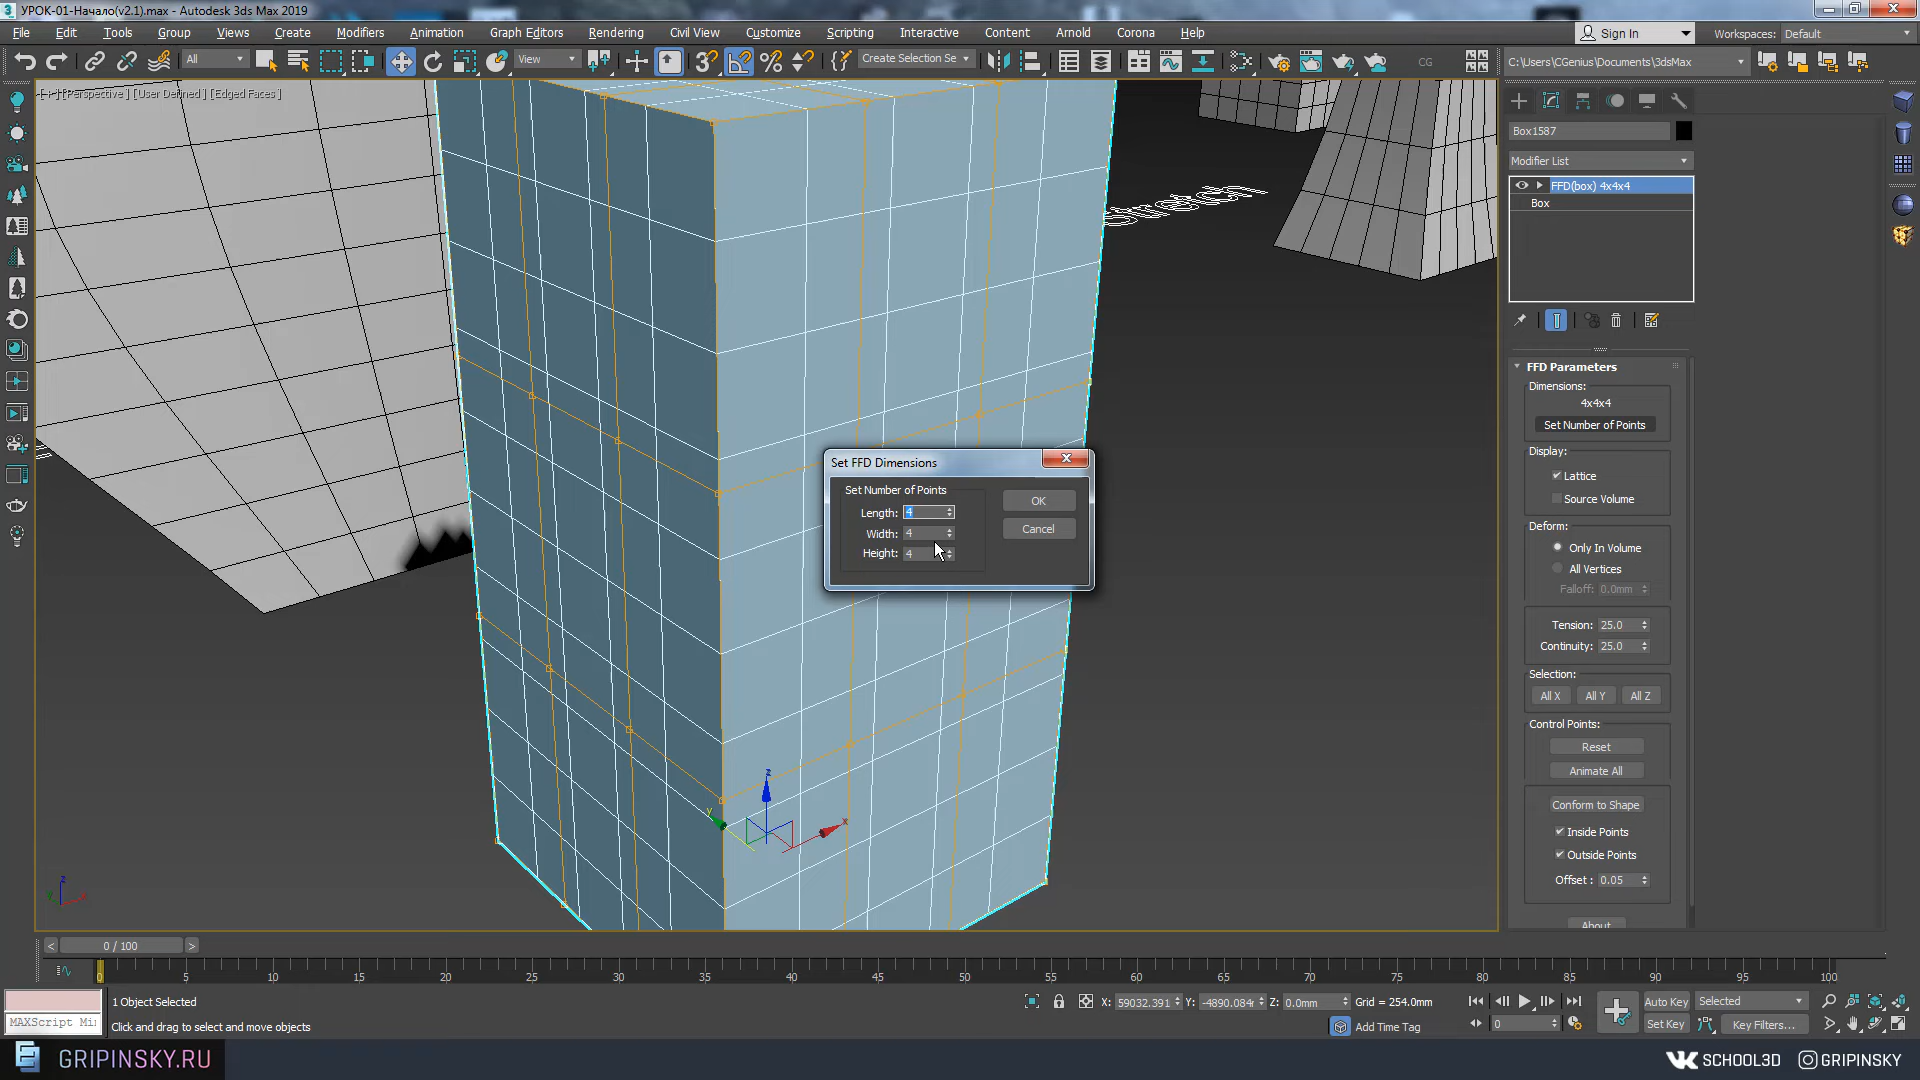 УРОК-01-Начало(v2.1).max - Autodesk 3ds Max 2019
File Edit Tools Group Views Create Modifiers Animation Graph Editors Rendering Civil View Customize Scripting Interactive Content Arnold Corona Help
Sign In Workspaces: Default
All View Create Selection Se CG C:\Users\CGenius\Documents\3dsMax
[+] [Perspective] [User Defined] [Edged Faces]
Stretch
Box1587
Modifier List
FFD(box) 4x4x4
Box
FFD Parameters
Dimensions:
4x4x4
Set Number of Points
Display:
Lattice
Source Volume
Deform:
Only In Volume
All Vertices
Falloff: 0.0mm
Tension: 25.0
Continuity: 25.0
Selection:
All X All Y All Z
Control Points:
Reset
Animate All
Conform to Shape
Inside Points
Outside Points
Offset : 0.05
About
Set FFD Dimensions
Set Number of Points
Length: 4
Width: 4
Height: 4
OK
Cancel
z
y
x
z
y x
< 0 / 100 >
0 5 10 15 20 25 30 35 40 45 50 55 60 65 70 75 80 85 90 95 100
1 Object Selected
X: 59032.391 Y: -4890.084r Z: 0.0mm Grid = 254.0mm
Auto Key Selected
MAXScript Mi
Click and drag to select and move objects
Add Time Tag
0
Set Key Key Filters...
GRIPINSKY.RU
SCHOOL3D GRIPINSKY